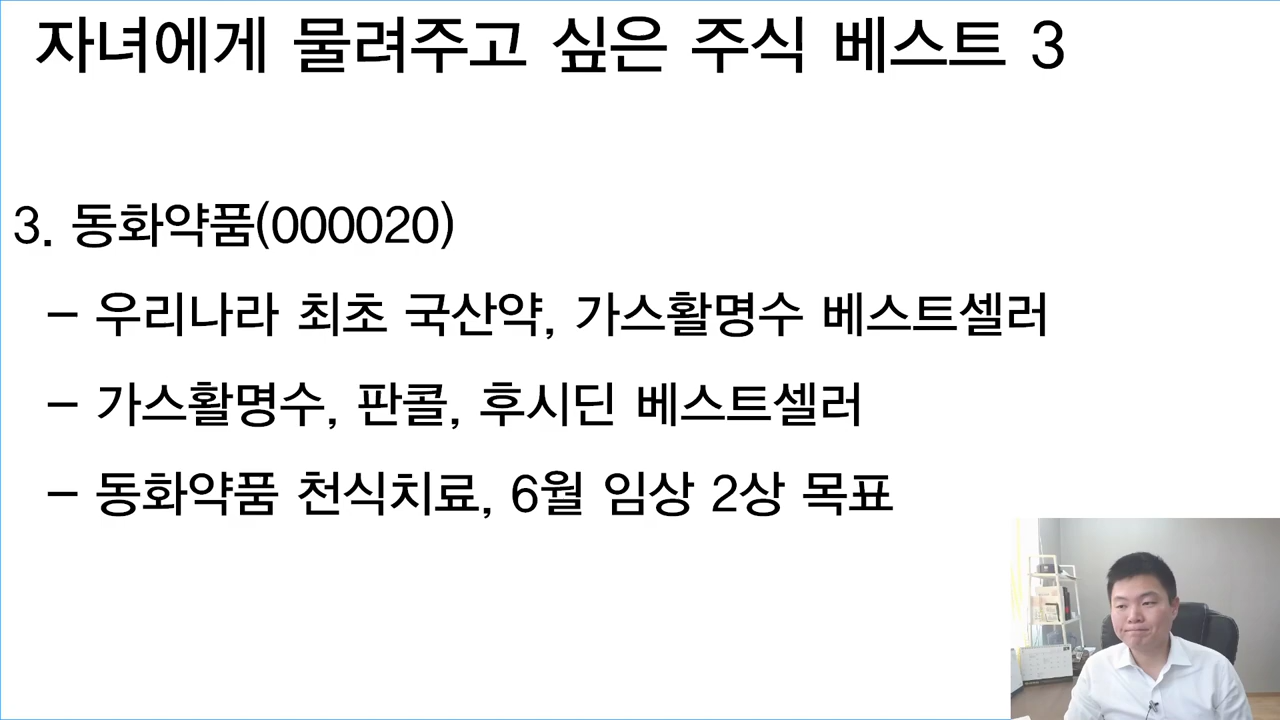 자녀에게 물려주고 싶은 주식 베스트 3
3. 동화약품(000020)
- 우리나라 최초 국산약, 가스활명수 베스트셀러
- 가스활명수, 판콜, 후시딘 베스트셀러
- 동화약품 천식치료, 6월 임상 2상 목표